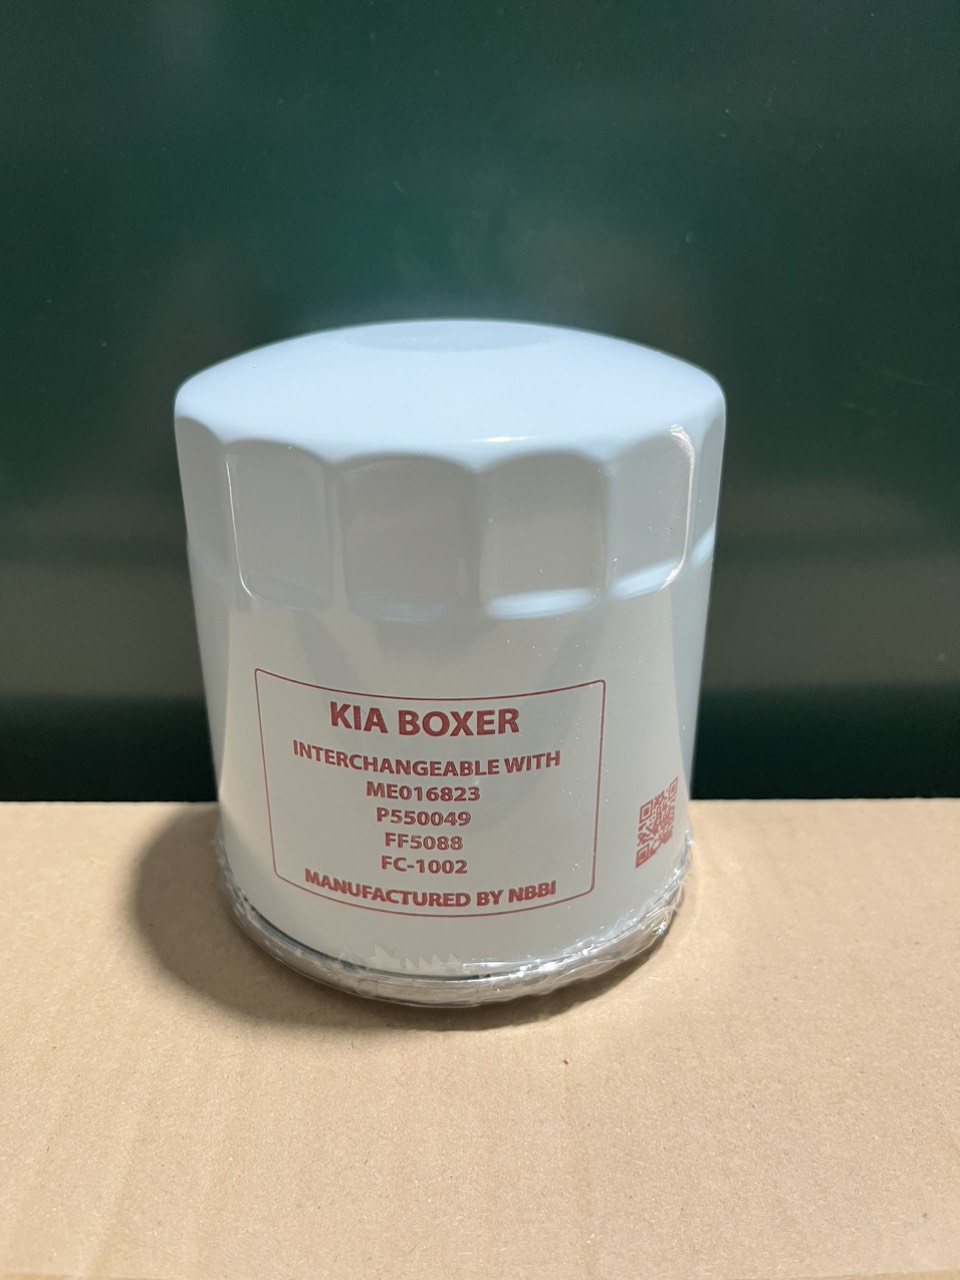 KIA BOXER
INTERCHANGEABLE WITH
ME016823
P550049
FF5088
FC-1002
MANUFACTURED BY NBBI